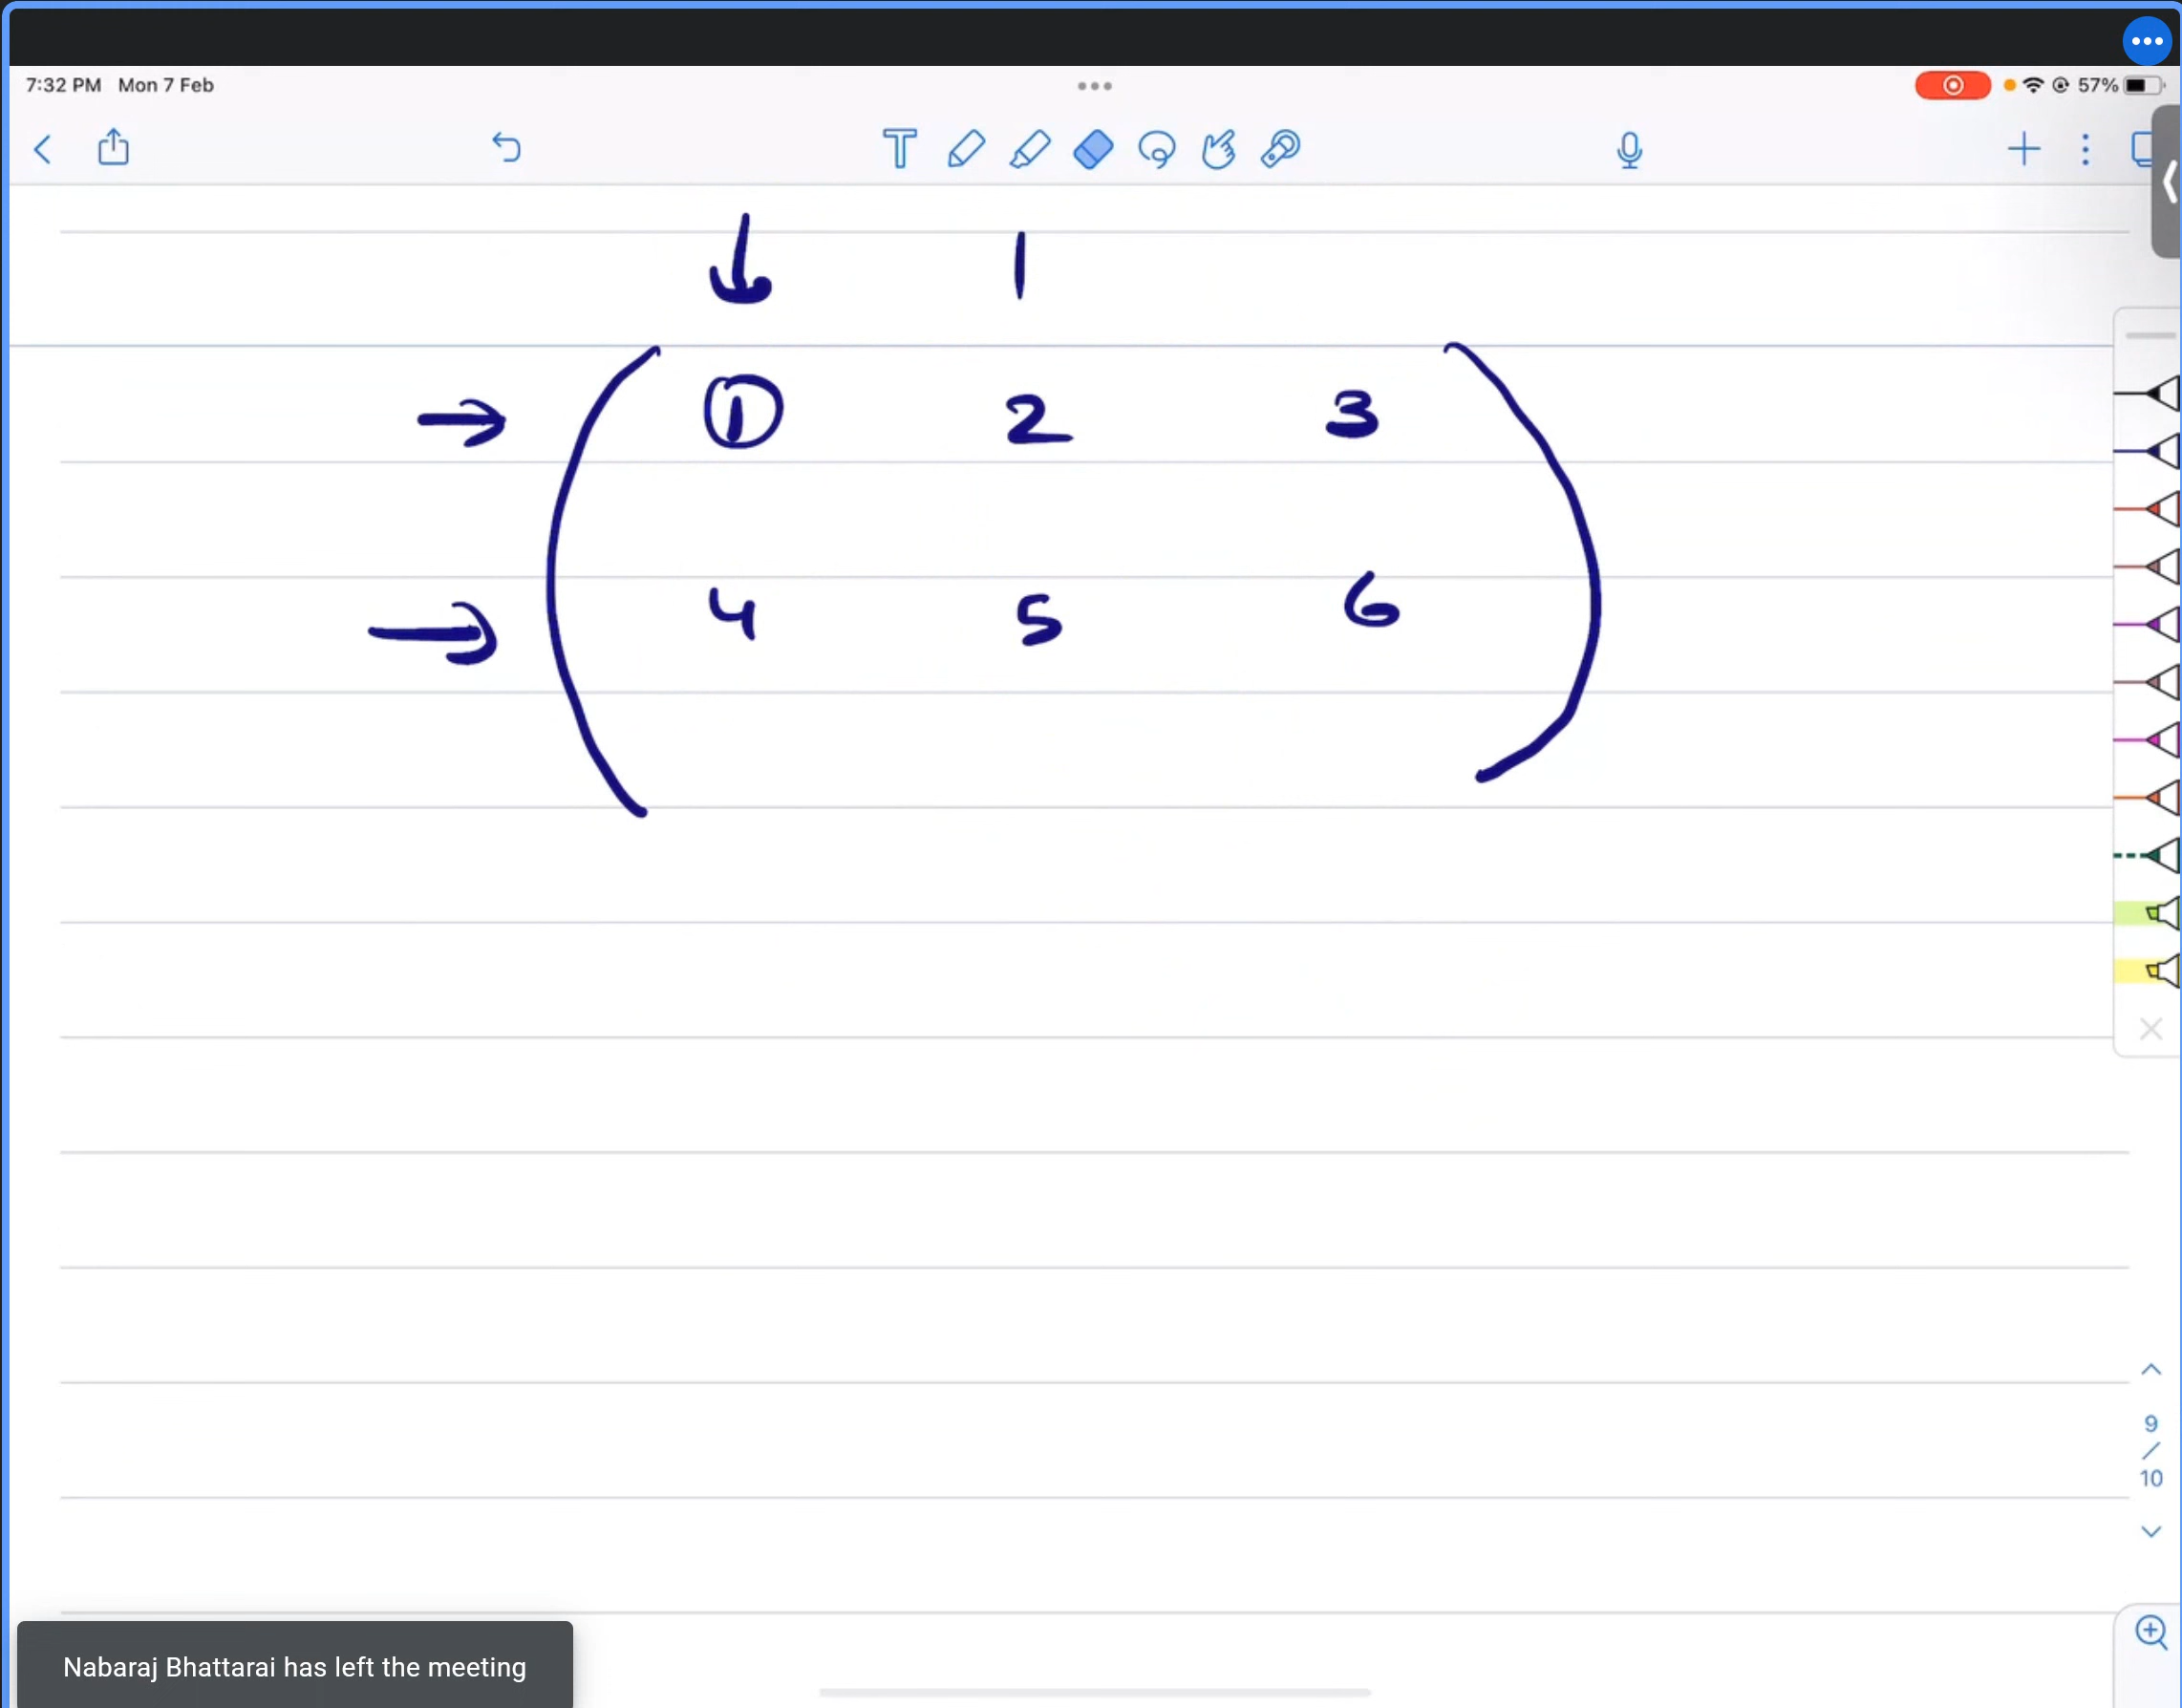 7:32 PM Mon 7 Feb 57%
T
↓ |
→ ( ① 2 3 )
→ 4 5 6
9
/
10
Nabaraj Bhattarai has left the meeting